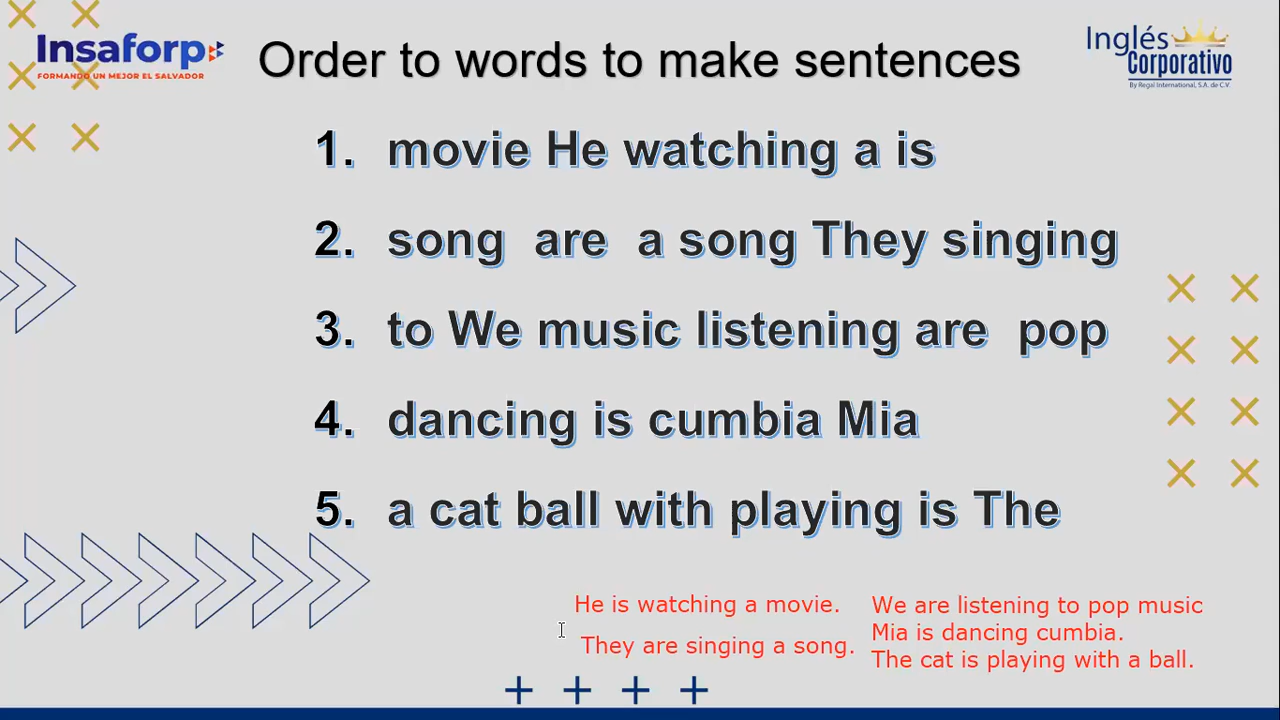 Insaforp
FORMANDO UN MEJOR EL SALVADOR
Order to words to make sentences
Inglés
Corporativo
By Regal International, S.A. de C.V.
1. movie He watching a is
2. song are a song They singing
3. to We music listening are pop
4. dancing is cumbia Mia
5. a cat ball with playing is The
He is watching a movie.
They are singing a song.
We are listening to pop music
Mia is dancing cumbia.
The cat is playing with a ball.